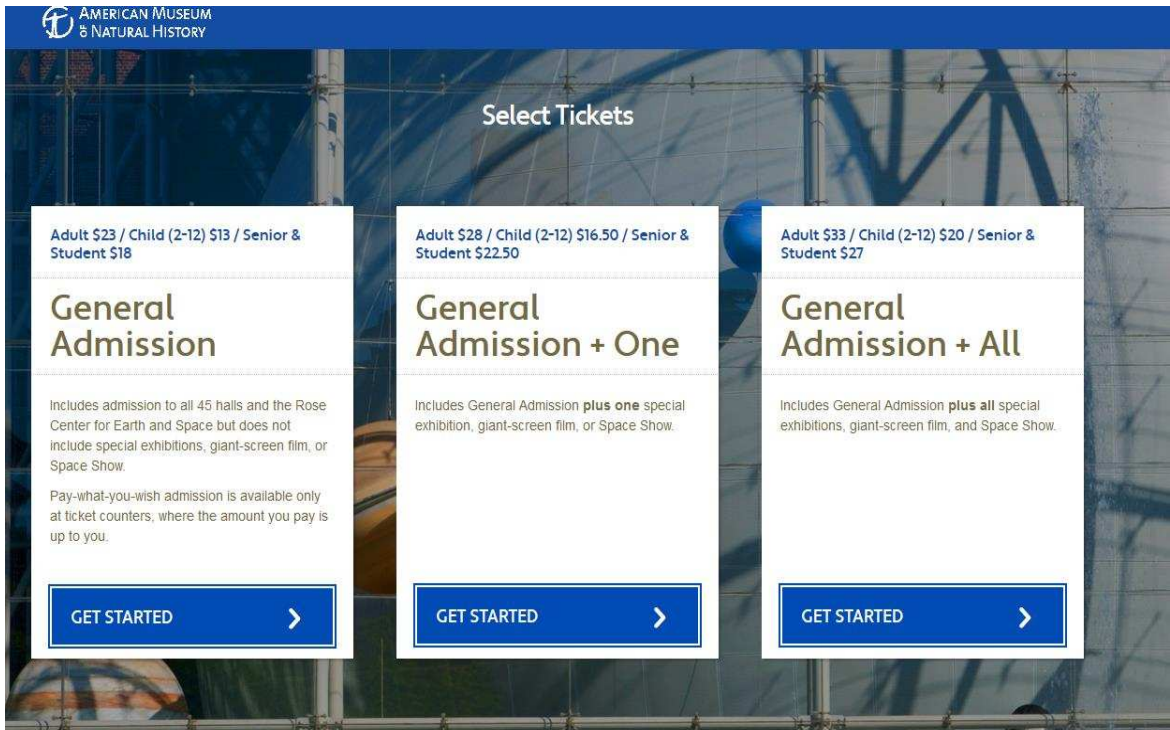 AMERICAN MUSEUM
OF NATURAL HISTORY
Select Tickets
Adult $23 / Child (2-12) $13 / Senior &
Student $18
General
Admission
Includes admission to all 45 halls and the Rose
Center for Earth and Space but does not
include special exhibitions, giant-screen film, or
Space Show.
Pay-what-you-wish admission is available only
at ticket counters, where the amount you pay is
up to you.
GET STARTED
Adult $28 / Child (2-12) $16.50 / Senior &
Student $22.50
General
Admission + One
Includes General Admission plus one special
exhibition, giant-screen film, or Space Show.
GET STARTED
Adult $33 / Child (2-12) $20 / Senior &
Student $27
General
Admission + All
Includes General Admission plus all special
exhibitions, giant-screen film, and Space Show.
GET STARTED